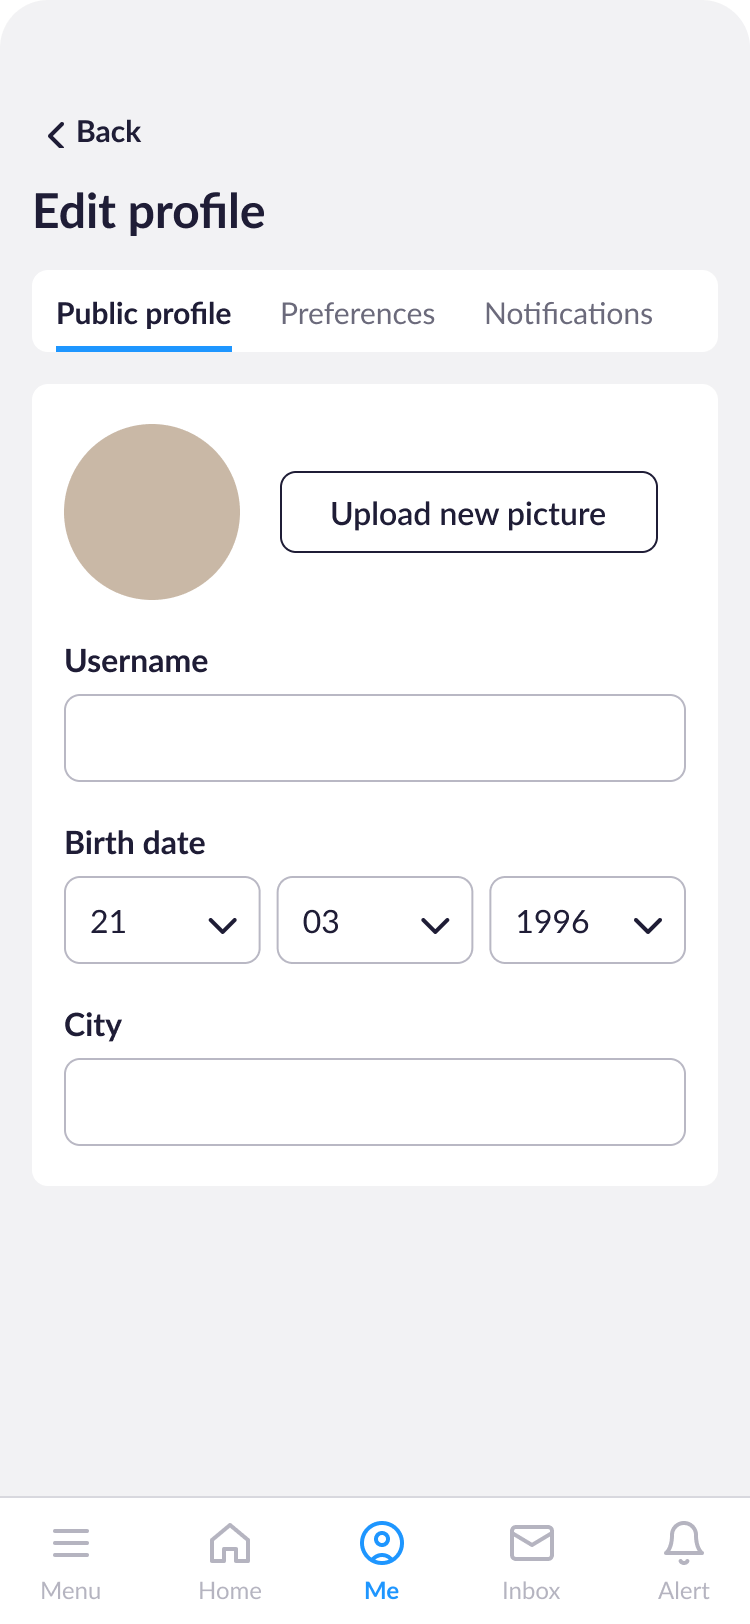 Back
Edit profile
Public profile Preferences Notifications
Upload new picture
Username
Birth date
21 03 1996
City
Menu Home Me Inbox Alert